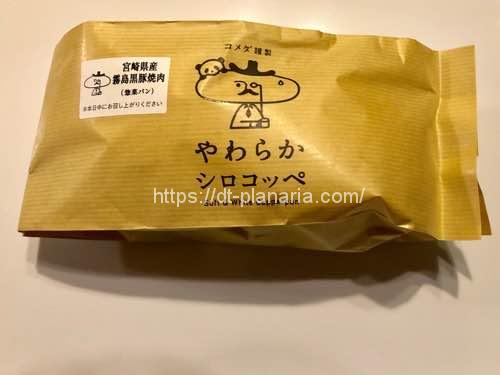 コメダ謹製
宮崎県産
霧島黒豚焼肉
(惣菜パン)
※本日中にお召し上がりください
やわらか
シロコッペ
https://dt-planaria.com/